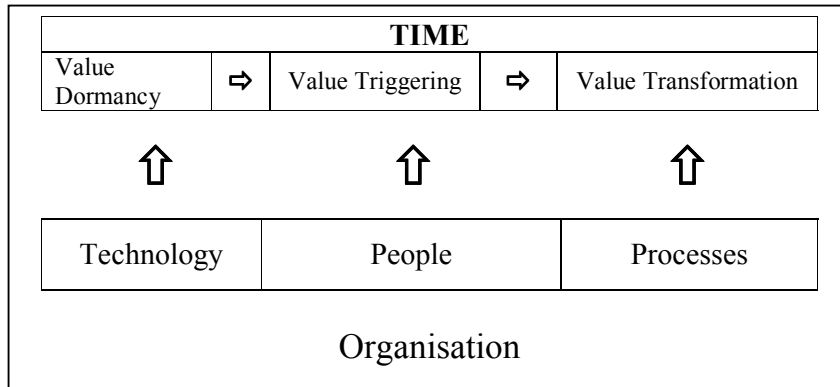 TIME
Value
Dormancy
⇨
Value Triggering
⇨
Value Transformation
Technology
People
Processes
Organisation